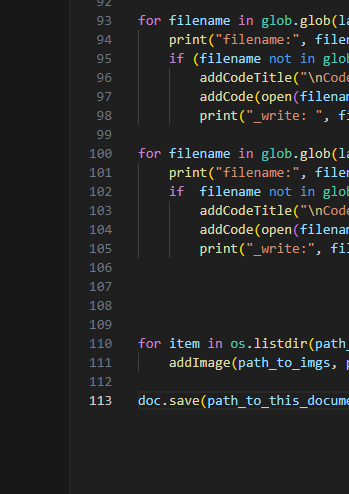 92
93 for filename in glob.glob(la
94 print("filename:", filen
95 if (filename not in glob
96 addCodeTitle("\nCode
97 addCode(open(filenam
98 print("_write: ", fi
99
100 for filename in glob.glob(la
101 print("filename:", filen
102 if  filename not in glob
103 addCodeTitle("\nCode
104 addCode(open(filenam
105 print("_write:", fil
106
107
108
109
110 for item in os.listdir(path_
111 addImage(path_to_imgs, p
112
113 doc.save(path_to_this_docume